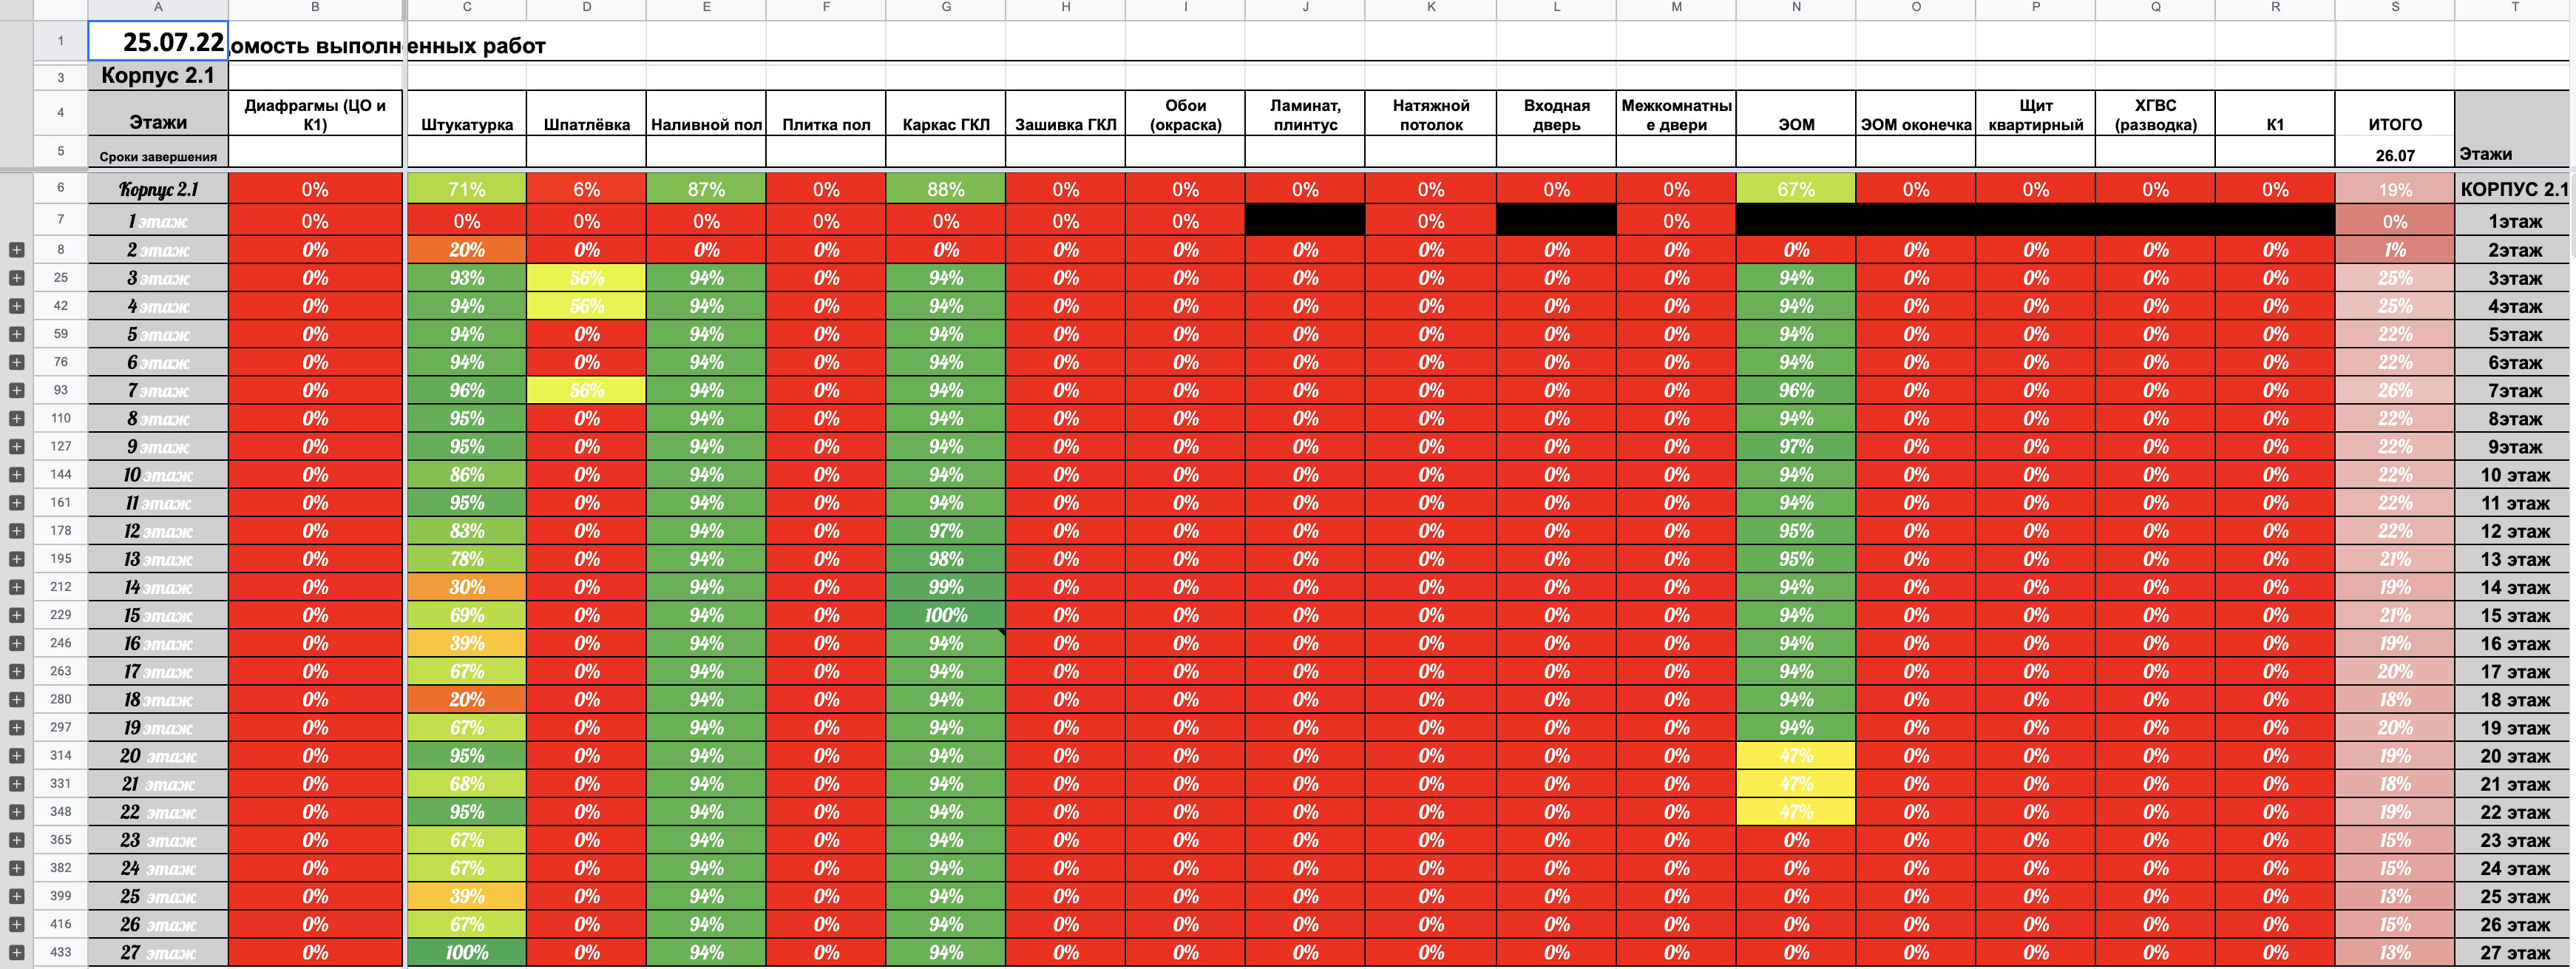 A B C D E F G H I J K L M N O P Q R S T
1 25.07.22 омость выполненных работ
3 Корпус 2.1
4 Этажи Диафрагмы (ЦО и К1) Штукатурка Шпатлёвка Наливной пол Плитка пол Каркас ГКЛ Зашивка ГКЛ Обои (окраска) Ламинат, плинтус Натяжной потолок Входная дверь Межкомнатны е двери ЭОМ ЭОМ оконечка Щит квартирный ХГВС (разводка) К1 ИТОГО
5 Сроки завершения 26.07 Этажи
6 Корпус 2.1 0% 71% 6% 87% 0% 88% 0% 0% 0% 0% 0% 0% 67% 0% 0% 0% 0% 19% КОРПУС 2.1
7 1 этаж 0% 0% 0% 0% 0% 0% 0% 0% 0% 0% 0% 1этаж
8 2 этаж 0% 20% 0% 0% 0% 0% 0% 0% 0% 0% 0% 0% 0% 0% 0% 0% 0% 1% 2этаж
25 3 этаж 0% 93% 56% 94% 0% 94% 0% 0% 0% 0% 0% 0% 94% 0% 0% 0% 0% 25% 3этаж
42 4 этаж 0% 94% 56% 94% 0% 94% 0% 0% 0% 0% 0% 0% 94% 0% 0% 0% 0% 25% 4этаж
59 5 этаж 0% 94% 0% 94% 0% 94% 0% 0% 0% 0% 0% 0% 94% 0% 0% 0% 0% 22% 5этаж
76 6 этаж 0% 94% 0% 94% 0% 94% 0% 0% 0% 0% 0% 0% 94% 0% 0% 0% 0% 22% 6этаж
93 7 этаж 0% 96% 56% 94% 0% 94% 0% 0% 0% 0% 0% 0% 96% 0% 0% 0% 0% 26% 7этаж
110 8 этаж 0% 95% 0% 94% 0% 94% 0% 0% 0% 0% 0% 0% 94% 0% 0% 0% 0% 22% 8этаж
127 9 этаж 0% 95% 0% 94% 0% 94% 0% 0% 0% 0% 0% 0% 97% 0% 0% 0% 0% 22% 9этаж
144 10 этаж 0% 86% 0% 94% 0% 94% 0% 0% 0% 0% 0% 0% 94% 0% 0% 0% 0% 22% 10 этаж
161 11 этаж 0% 95% 0% 94% 0% 94% 0% 0% 0% 0% 0% 0% 94% 0% 0% 0% 0% 22% 11 этаж
178 12 этаж 0% 83% 0% 94% 0% 97% 0% 0% 0% 0% 0% 0% 95% 0% 0% 0% 0% 22% 12 этаж
195 13 этаж 0% 78% 0% 94% 0% 98% 0% 0% 0% 0% 0% 0% 95% 0% 0% 0% 0% 21% 13 этаж
212 14 этаж 0% 30% 0% 94% 0% 99% 0% 0% 0% 0% 0% 0% 94% 0% 0% 0% 0% 19% 14 этаж
229 15 этаж 0% 69% 0% 94% 0% 100% 0% 0% 0% 0% 0% 0% 94% 0% 0% 0% 0% 21% 15 этаж
246 16 этаж 0% 39% 0% 94% 0% 94% 0% 0% 0% 0% 0% 0% 94% 0% 0% 0% 0% 19% 16 этаж
263 17 этаж 0% 67% 0% 94% 0% 94% 0% 0% 0% 0% 0% 0% 94% 0% 0% 0% 0% 20% 17 этаж
280 18 этаж 0% 20% 0% 94% 0% 94% 0% 0% 0% 0% 0% 0% 94% 0% 0% 0% 0% 18% 18 этаж
297 19 этаж 0% 67% 0% 94% 0% 94% 0% 0% 0% 0% 0% 0% 94% 0% 0% 0% 0% 20% 19 этаж
314 20 этаж 0% 95% 0% 94% 0% 94% 0% 0% 0% 0% 0% 0% 47% 0% 0% 0% 0% 19% 20 этаж
331 21 этаж 0% 68% 0% 94% 0% 94% 0% 0% 0% 0% 0% 0% 47% 0% 0% 0% 0% 18% 21 этаж
348 22 этаж 0% 95% 0% 94% 0% 94% 0% 0% 0% 0% 0% 0% 47% 0% 0% 0% 0% 19% 22 этаж
365 23 этаж 0% 67% 0% 94% 0% 94% 0% 0% 0% 0% 0% 0% 0% 0% 0% 0% 0% 15% 23 этаж
382 24 этаж 0% 67% 0% 94% 0% 94% 0% 0% 0% 0% 0% 0% 0% 0% 0% 0% 0% 15% 24 этаж
399 25 этаж 0% 39% 0% 94% 0% 94% 0% 0% 0% 0% 0% 0% 0% 0% 0% 0% 0% 13% 25 этаж
416 26 этаж 0% 67% 0% 94% 0% 94% 0% 0% 0% 0% 0% 0% 0% 0% 0% 0% 0% 15% 26 этаж
433 27 этаж 0% 100% 0% 94% 0% 94% 0% 0% 0% 0% 0% 0% 0% 0% 0% 0% 0% 13% 27 этаж